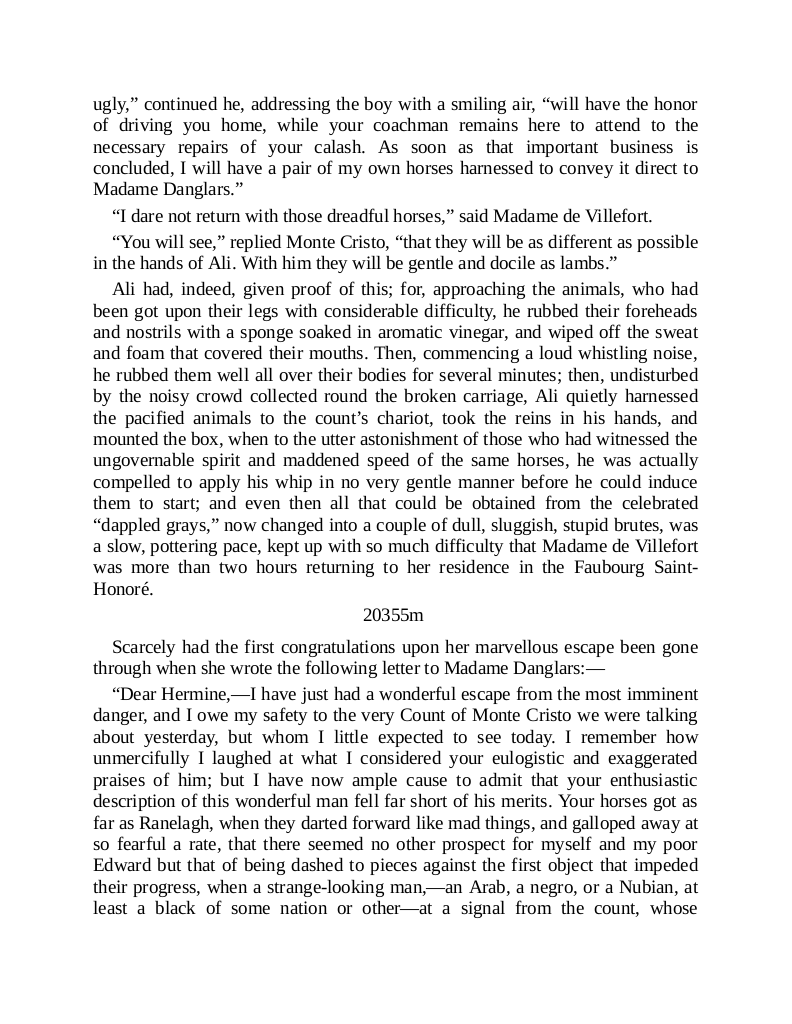 ugly,” continued he, addressing the boy with a smiling air, “will have the honor
of driving you home, while your coachman remains here to attend to the
necessary repairs of your calash. As soon as that important business is
concluded, I will have a pair of my own horses harnessed to convey it direct to
Madame Danglars.”
“I dare not return with those dreadful horses,” said Madame de Villefort.
“You will see,” replied Monte Cristo, “that they will be as different as possible
in the hands of Ali. With him they will be gentle and docile as lambs.”
Ali had, indeed, given proof of this; for, approaching the animals, who had
been got upon their legs with considerable difficulty, he rubbed their foreheads
and nostrils with a sponge soaked in aromatic vinegar, and wiped off the sweat
and foam that covered their mouths. Then, commencing a loud whistling noise,
he rubbed them well all over their bodies for several minutes; then, undisturbed
by the noisy crowd collected round the broken carriage, Ali quietly harnessed
the pacified animals to the count’s chariot, took the reins in his hands, and
mounted the box, when to the utter astonishment of those who had witnessed the
ungovernable spirit and maddened speed of the same horses, he was actually
compelled to apply his whip in no very gentle manner before he could induce
them to start; and even then all that could be obtained from the celebrated
“dappled grays,” now changed into a couple of dull, sluggish, stupid brutes, was
a slow, pottering pace, kept up with so much difficulty that Madame de Villefort
was more than two hours returning to her residence in the Faubourg Saint-
Honoré.
20355m
Scarcely had the first congratulations upon her marvellous escape been gone
through when she wrote the following letter to Madame Danglars:—
“Dear Hermine,—I have just had a wonderful escape from the most imminent
danger, and I owe my safety to the very Count of Monte Cristo we were talking
about yesterday, but whom I little expected to see today. I remember how
unmercifully I laughed at what I considered your eulogistic and exaggerated
praises of him; but I have now ample cause to admit that your enthusiastic
description of this wonderful man fell far short of his merits. Your horses got as
far as Ranelagh, when they darted forward like mad things, and galloped away at
so fearful a rate, that there seemed no other prospect for myself and my poor
Edward but that of being dashed to pieces against the first object that impeded
their progress, when a strange-looking man,—an Arab, a negro, or a Nubian, at
least a black of some nation or other—at a signal from the count, whose